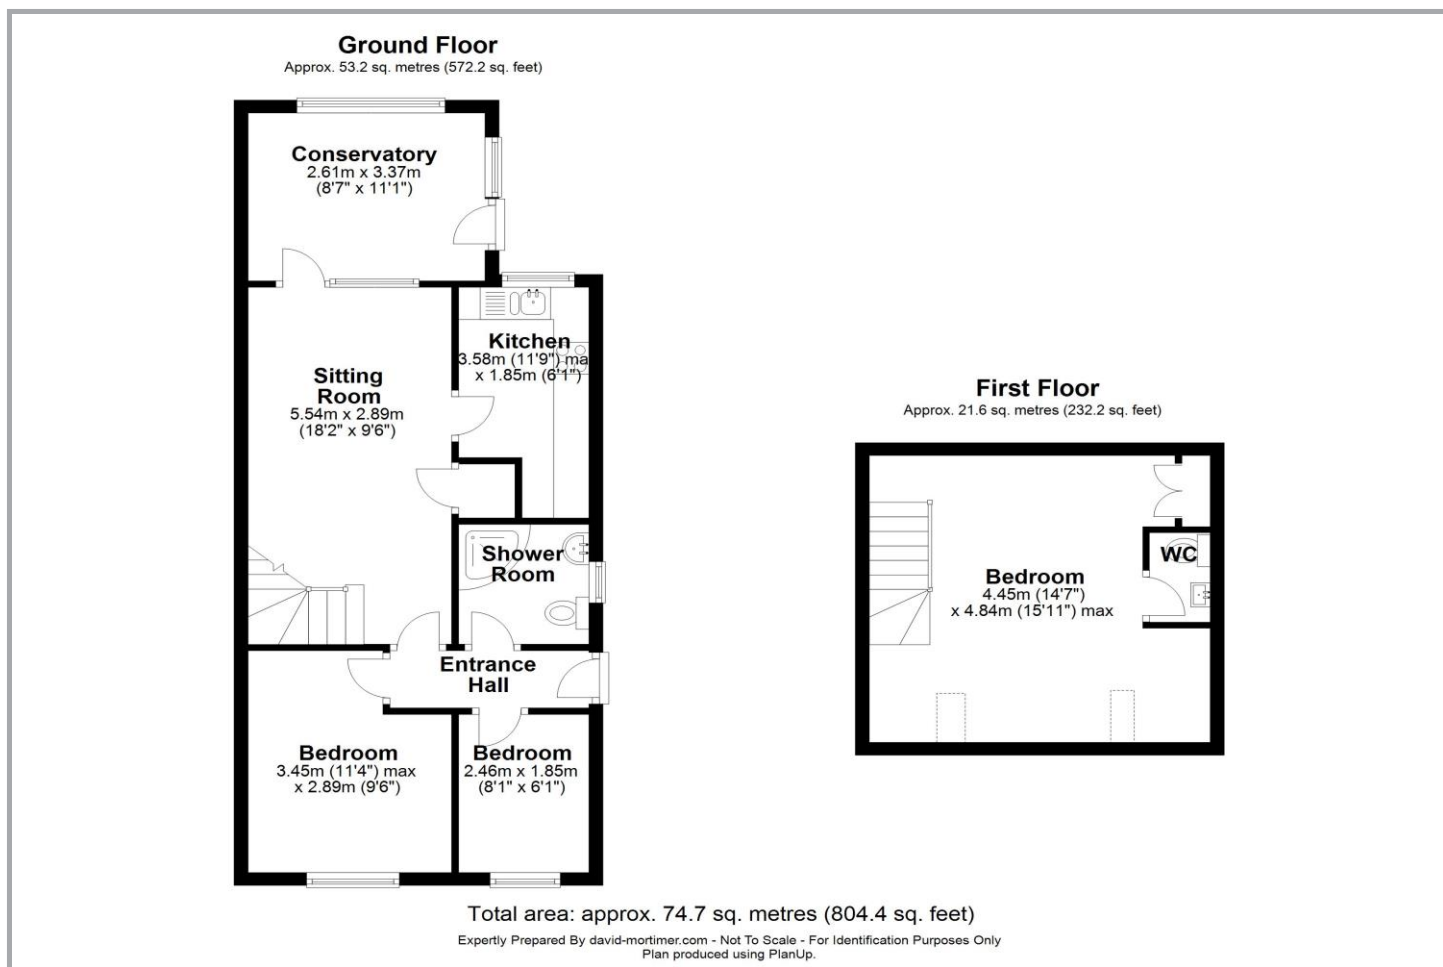 Ground Floor
Approx. 53.2 sq. metres (572.2 sq. feet)
Conservatory
2.61m x 3.37m
(8'7" x 11'1")
Kitchen
3.58m (11'9") ma
x 1.85m (6'1")
Sitting
Room
5.54m x 2.89m
(18'2" x 9'6")
Shower
Room
Entrance
Hall
Bedroom
3.45m (11'4") max
x 2.89m (9'6")
Bedroom
2.46m x 1.85m
(8'1" x 6'1")
First Floor
Approx. 21.6 sq. metres (232.2 sq. feet)
WC
Bedroom
4.45m (14'7")
x 4.84m (15'11") max
Total area: approx. 74.7 sq. metres (804.4 sq. feet)
Expertly Prepared By david-mortimer.com - Not To Scale - For Identification Purposes Only
Plan produced using PlanUp.